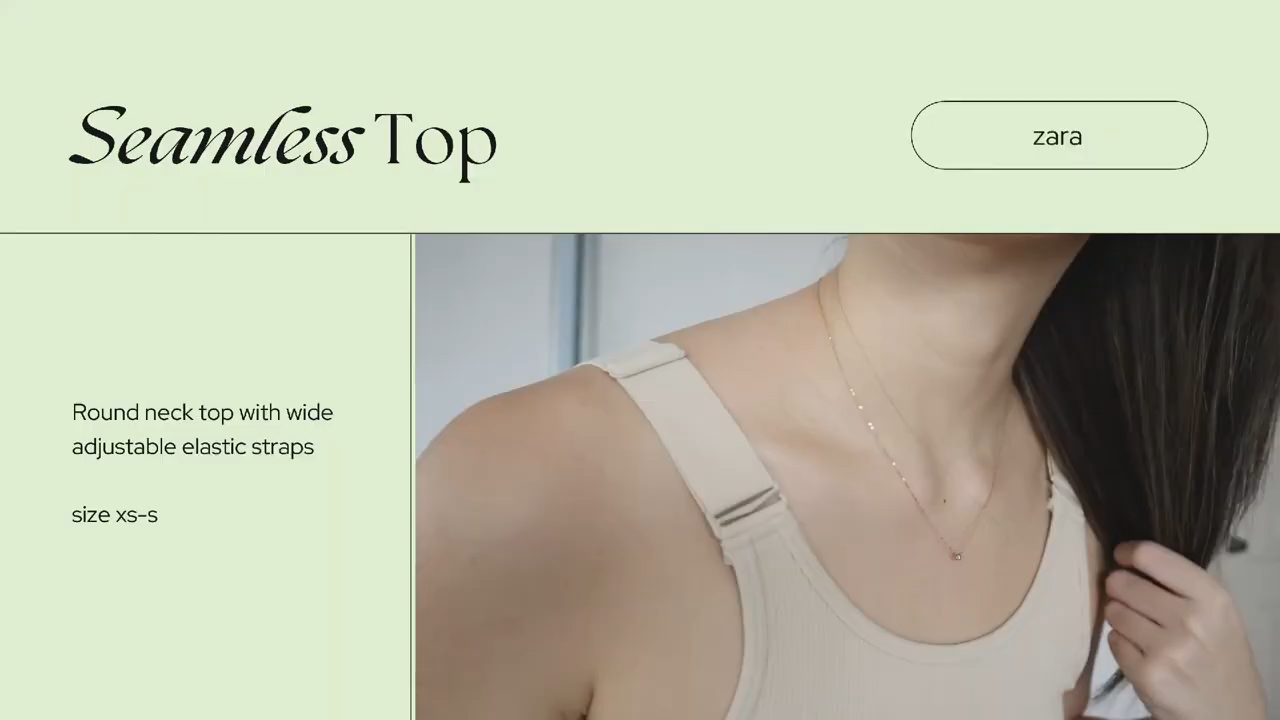 Seamless Top
zara
Round neck top with wide
adjustable elastic straps
size xs-s